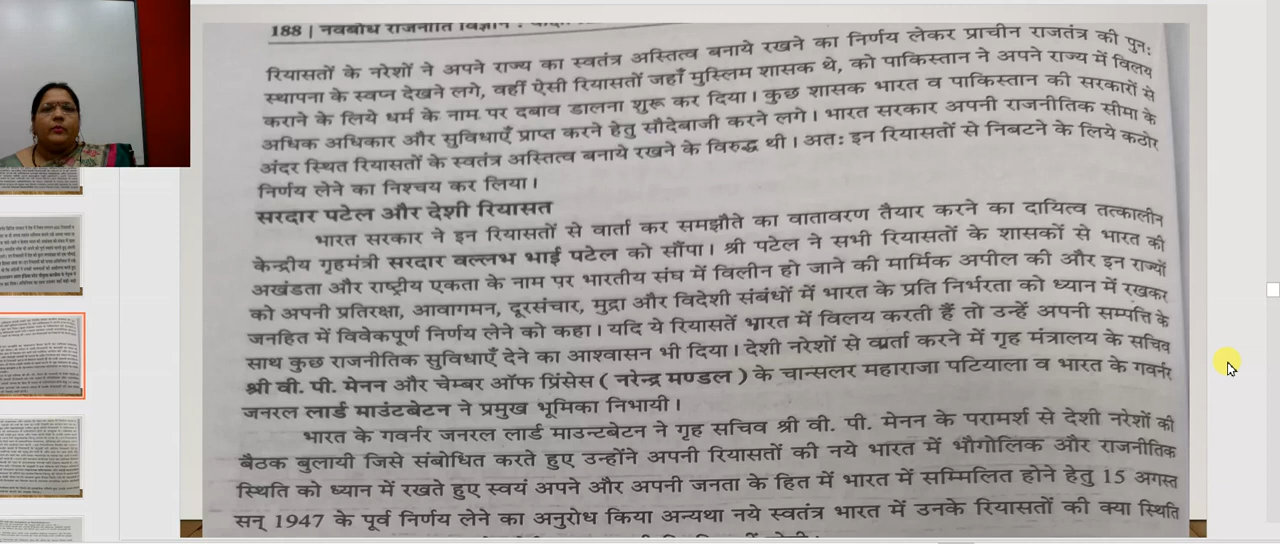 188 | नवबोध राजनीति विज्ञान :
रियासतों के नरेशों ने अपने राज्य का स्वतंत्र अस्तित्व बनाये रखने का निर्णय लेकर प्राचीन राजतंत्र की पुनः
स्थापना के स्वप्न देखने लगे, वहीं ऐसी रियासतों जहाँ मुस्लिम शासक थे, को पाकिस्तान ने अपने राज्य में विलय
कराने के लिये धर्म के नाम पर दबाव डालना शुरू कर दिया। कुछ शासक भारत व पाकिस्तान की सरकारों से
अधिक अधिकार और सुविधाएँ प्राप्त करने हेतु सौदेबाजी करने लगे। भारत सरकार अपनी राजनीतिक सीमा के
अंदर स्थित रियासतों के स्वतंत्र अस्तित्व बनाये रखने के विरुद्ध थी। अतः इन रियासतों से निबटने के लिये कठोर
निर्णय लेने का निश्चय कर लिया।
सरदार पटेल और देशी रियासत
भारत सरकार ने इन रियासतों से वार्ता कर समझौते का वातावरण तैयार करने का दायित्व तत्कालीन
केन्द्रीय गृहमंत्री सरदार वल्लभ भाई पटेल को सौंपा। श्री पटेल ने सभी रियासतों के शासकों से भारत की
अखंडता और राष्ट्रीय एकता के नाम पर भारतीय संघ में विलीन हो जाने की मार्मिक अपील की और इन राज्यों
को अपनी प्रतिरक्षा, आवागमन, दूरसंचार, मुद्रा और विदेशी संबंधों में भारत के प्रति निर्भरता को ध्यान में रखकर
जनहित में विवेकपूर्ण निर्णय लेने को कहा। यदि ये रियासतें भारत में विलय करती हैं तो उन्हें अपनी सम्पत्ति के
साथ कुछ राजनीतिक सुविधाएँ देने का आश्वासन भी दिया। देशी नरेशों से वार्ता करने में गृह मंत्रालय के सचिव
श्री वी. पी. मेनन और चेम्बर ऑफ प्रिंसेस ( नरेन्द्र मण्डल ) के चान्सलर महाराजा पटियाला व भारत के गवर्नर
जनरल लार्ड माउंटबेटन ने प्रमुख भूमिका निभायी।
भारत के गवर्नर जनरल लार्ड माउन्टबेटन ने गृह सचिव श्री वी. पी. मेनन के परामर्श से देशी नरेशों की
बैठक बुलायी जिसे संबोधित करते हुए उन्होंने अपनी रियासतों की नये भारत में भौगोलिक और राजनीतिक
स्थिति को ध्यान में रखते हुए स्वयं अपने और अपनी जनता के हित में भारत में सम्मिलित होने हेतु 15 अगस्त
सन् 1947 के पूर्व निर्णय लेने का अनुरोध किया अन्यथा नये स्वतंत्र भारत में उनके रियासतों की क्या स्थिति